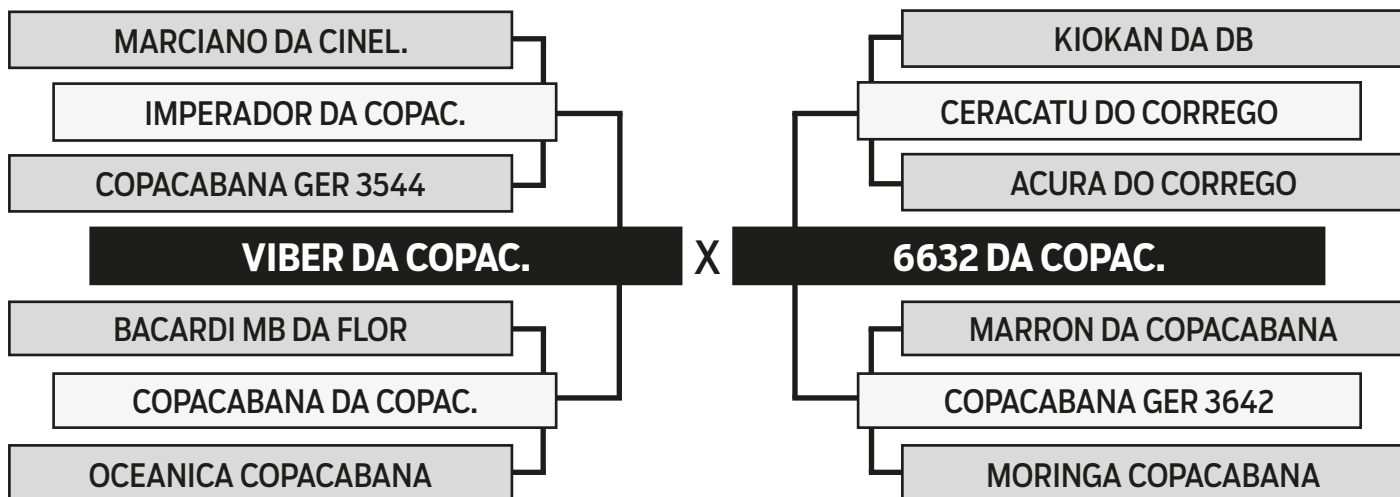 MARCIANO DA CINEL.
IMPERADOR DA COPAC.
COPACABANA GER 3544
VIBER DA COPAC.
BACARDI MB DA FLOR
COPACABANA DA COPAC.
OCEANICA COPACABANA
X
KIOKAN DA DB
CERACATU DO CORREGO
ACURA DO CORREGO
6632 DA COPAC.
MARRON DA COPACABANA
COPACABANA GER 3642
MORINGA COPACABANA